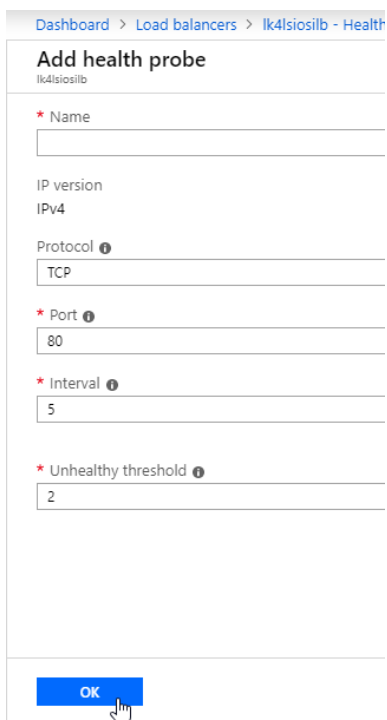 Dashboard > Load balancers > lk4lsiosilb - Health
Add health probe
lk4lsiosilb
* Name
IP version
IPv4
Protocol
TCP
* Port
80
* Interval
5
* Unhealthy threshold
2
OK